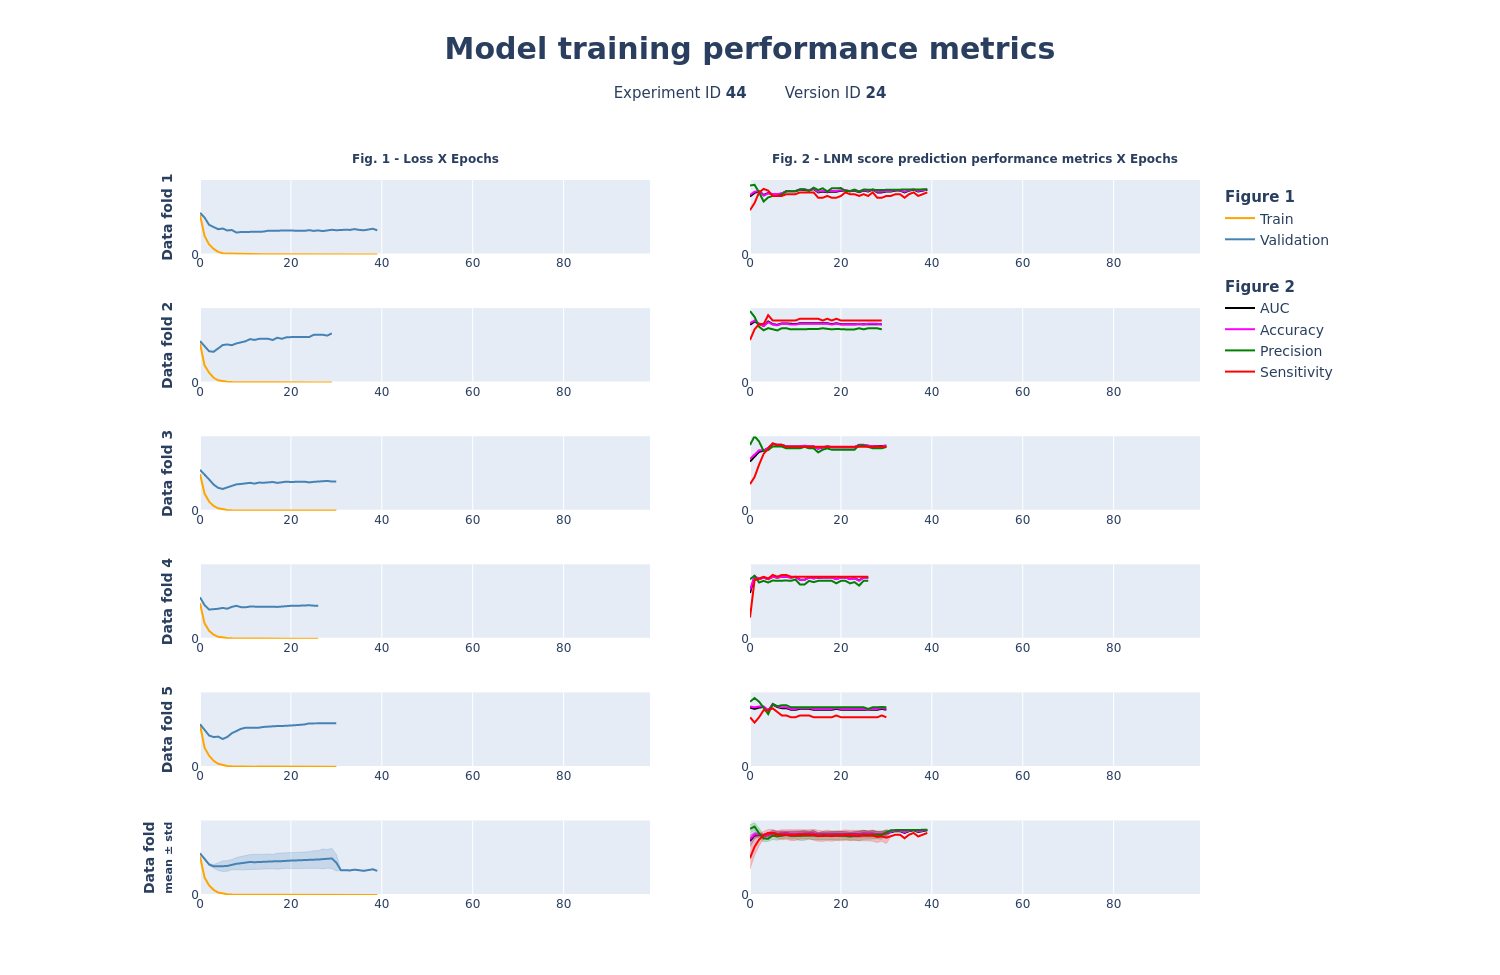 Model training performance metrics
Experiment ID 44 Version ID 24
Fig. 1 - Loss X Epochs
Fig. 2 - LNM score prediction performance metrics X Epochs
Data fold 1
0
0 20 40 60 80
0
0 20 40 60 80
Data fold 2
0
0 20 40 60 80
0
0 20 40 60 80
Data fold 3
0
0 20 40 60 80
0
0 20 40 60 80
Data fold 4
0
0 20 40 60 80
0
0 20 40 60 80
Data fold 5
0
0 20 40 60 80
0
0 20 40 60 80
Data fold
mean ± std
0
0 20 40 60 80
0
0 20 40 60 80
Figure 1
Train
Validation
Figure 2
AUC
Accuracy
Precision
Sensitivity